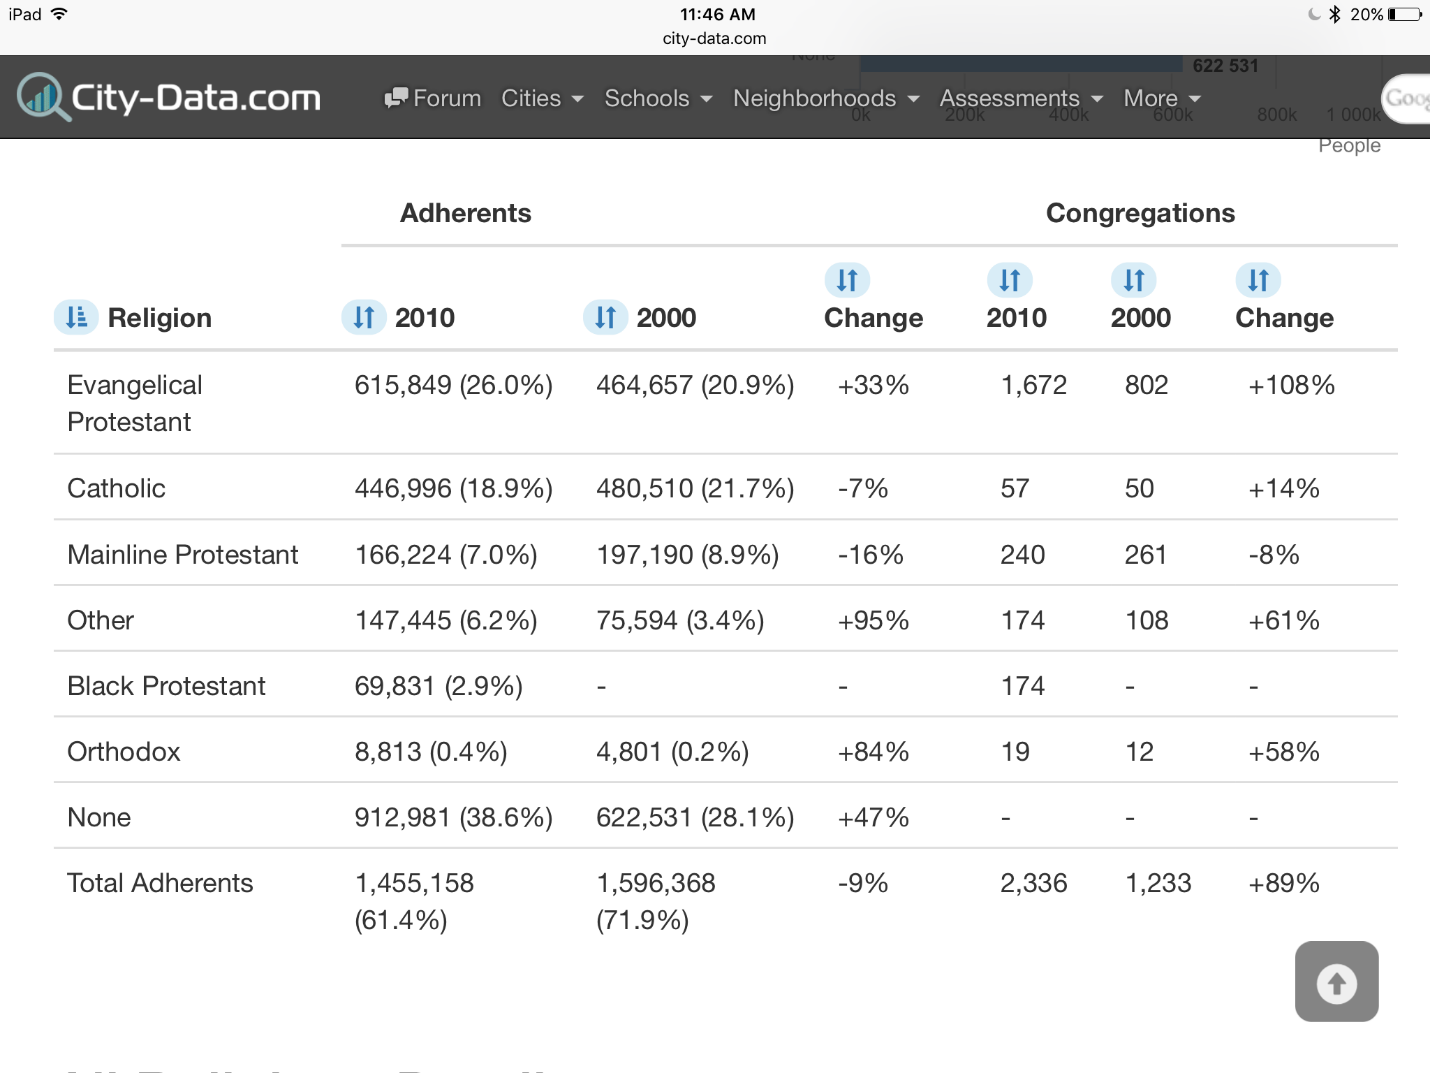 iPad 11:46 AM 20%
city-data.com
None 622 531
City-Data.com Forum Cities Schools Neighborhoods Assessments More Goog
0k 200k 400k 600k 800k 1 000k
People
Adherents Congregations
Religion 2010 2000 Change 2010 2000 Change
Evangelical 615,849 (26.0%) 464,657 (20.9%) +33% 1,672 802 +108%
Protestant
Catholic 446,996 (18.9%) 480,510 (21.7%) -7% 57 50 +14%
Mainline Protestant 166,224 (7.0%) 197,190 (8.9%) -16% 240 261 -8%
Other 147,445 (6.2%) 75,594 (3.4%) +95% 174 108 +61%
Black Protestant 69,831 (2.9%) - - 174 - -
Orthodox 8,813 (0.4%) 4,801 (0.2%) +84% 19 12 +58%
None 912,981 (38.6%) 622,531 (28.1%) +47% - - -
Total Adherents 1,455,158 1,596,368 -9% 2,336 1,233 +89%
(61.4%) (71.9%)